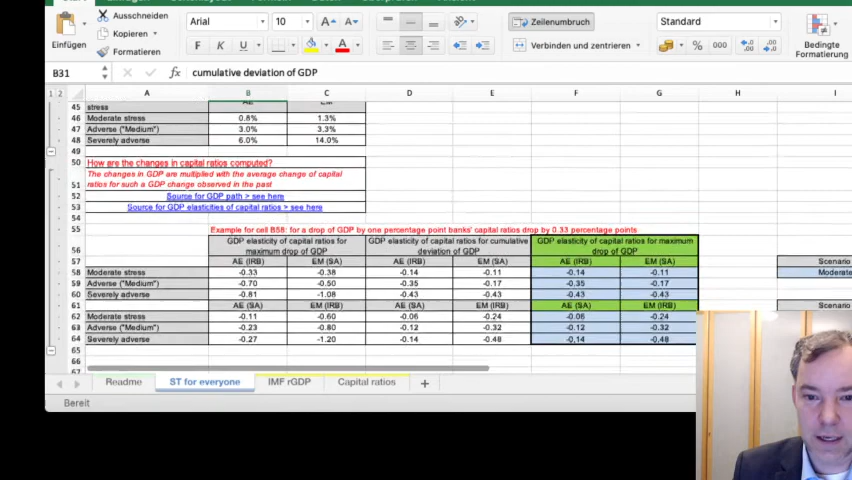 Ausschneiden
Kopieren
Formatieren
Einfügen
Arial 10 A A
F K U A
Zeilenumbruch
Verbinden und zentrieren
Standard
% 000
Bedingte
Formatierung
B31 fx cumulative deviation of GDP
A B C D E F G H I
45 stress
46 Moderate stress 0.8% 1.3%
47 Adverse ("Medium") 3.0% 3.3%
48 Severely adverse 6.0% 14.0%
49
50 How are the changes in capital ratios computed?
The changes in GDP are multiplied with the average change of capital
51 ratios for such a GDP change observed in the past
52 Source for GDP path > see here
53 Source for GDP elasticities of capital ratios > see here
54
55 Example for cell B58: for a drop of GDP by one percentage point banks' capital ratios drop by 0.33 percentage points
GDP elasticity of capital ratios for GDP elasticity of capital ratios for cumulative GDP elasticity of capital ratios for maximum
56 maximum drop of GDP deviation of GDP drop of GDP
57 AE (IRB) EM (SA) AE (IRB) EM (SA) AE (IRB) EM (SA) Scenario
58 Moderate stress -0.33 -0.38 -0.14 -0.11 -0.14 -0.11 Moderate
59 Adverse ("Medium") -0.70 -0.50 -0.35 -0.17 -0.35 -0.17
60 Severely adverse -0.81 -1.08 -0.43 -0.43 -0.43 -0.43
61 AE (SA) EM (IRB) AE (SA) EM (IRB) AE (SA) EM (IRB) Scenario
62 Moderate stress -0.11 -0.60 -0.06 -0.24 -0.06 -0.24
63 Adverse ("Medium") -0.23 -0.80 -0.12 -0.32 -0.12 -0.32
64 Severely adverse -0.27 -1.20 -0.14 -0.48 -0.14 -0.48
65
66
67
Readme ST for everyone IMF rGDP Capital ratios +
Bereit